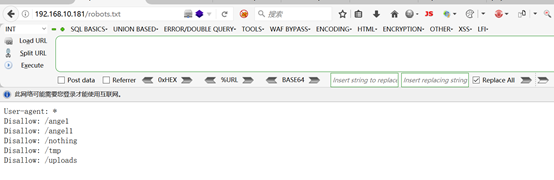 192.168.10.181/robots.txt
搜索
INT
SQL BASICS▾ UNION BASED▾ ERROR/DOUBLE QUERY▾ TOOLS▾ WAF BYPASS▾ ENCODING▾ HTML▾ ENCRYPTION▾ OTHER▾ XSS▾ LFI▾
Load URL
Split URL
Execute
Post data Referrer 0xHEX %URL BASE64 Insert string to replace Insert replacing string Replace All
此网络可能需要您登录才能使用互联网。
User-agent: *
Disallow: /angel
Disallow: /angel1
Disallow: /nothing
Disallow: /tmp
Disallow: /uploads